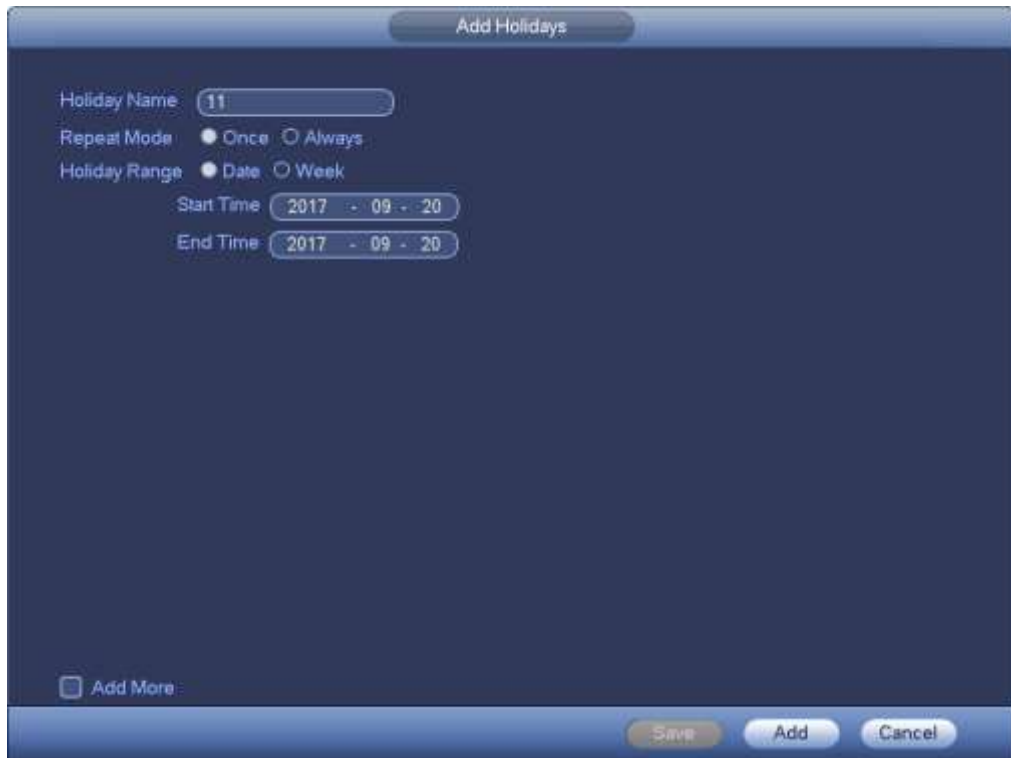 Add Holidays
Holiday Name 11
Repeat Mode Once Always
Holiday Range Date Week
Start Time 2017 - 09 - 20
End Time 2017 - 09 - 20
Add More
Save Add Cancel